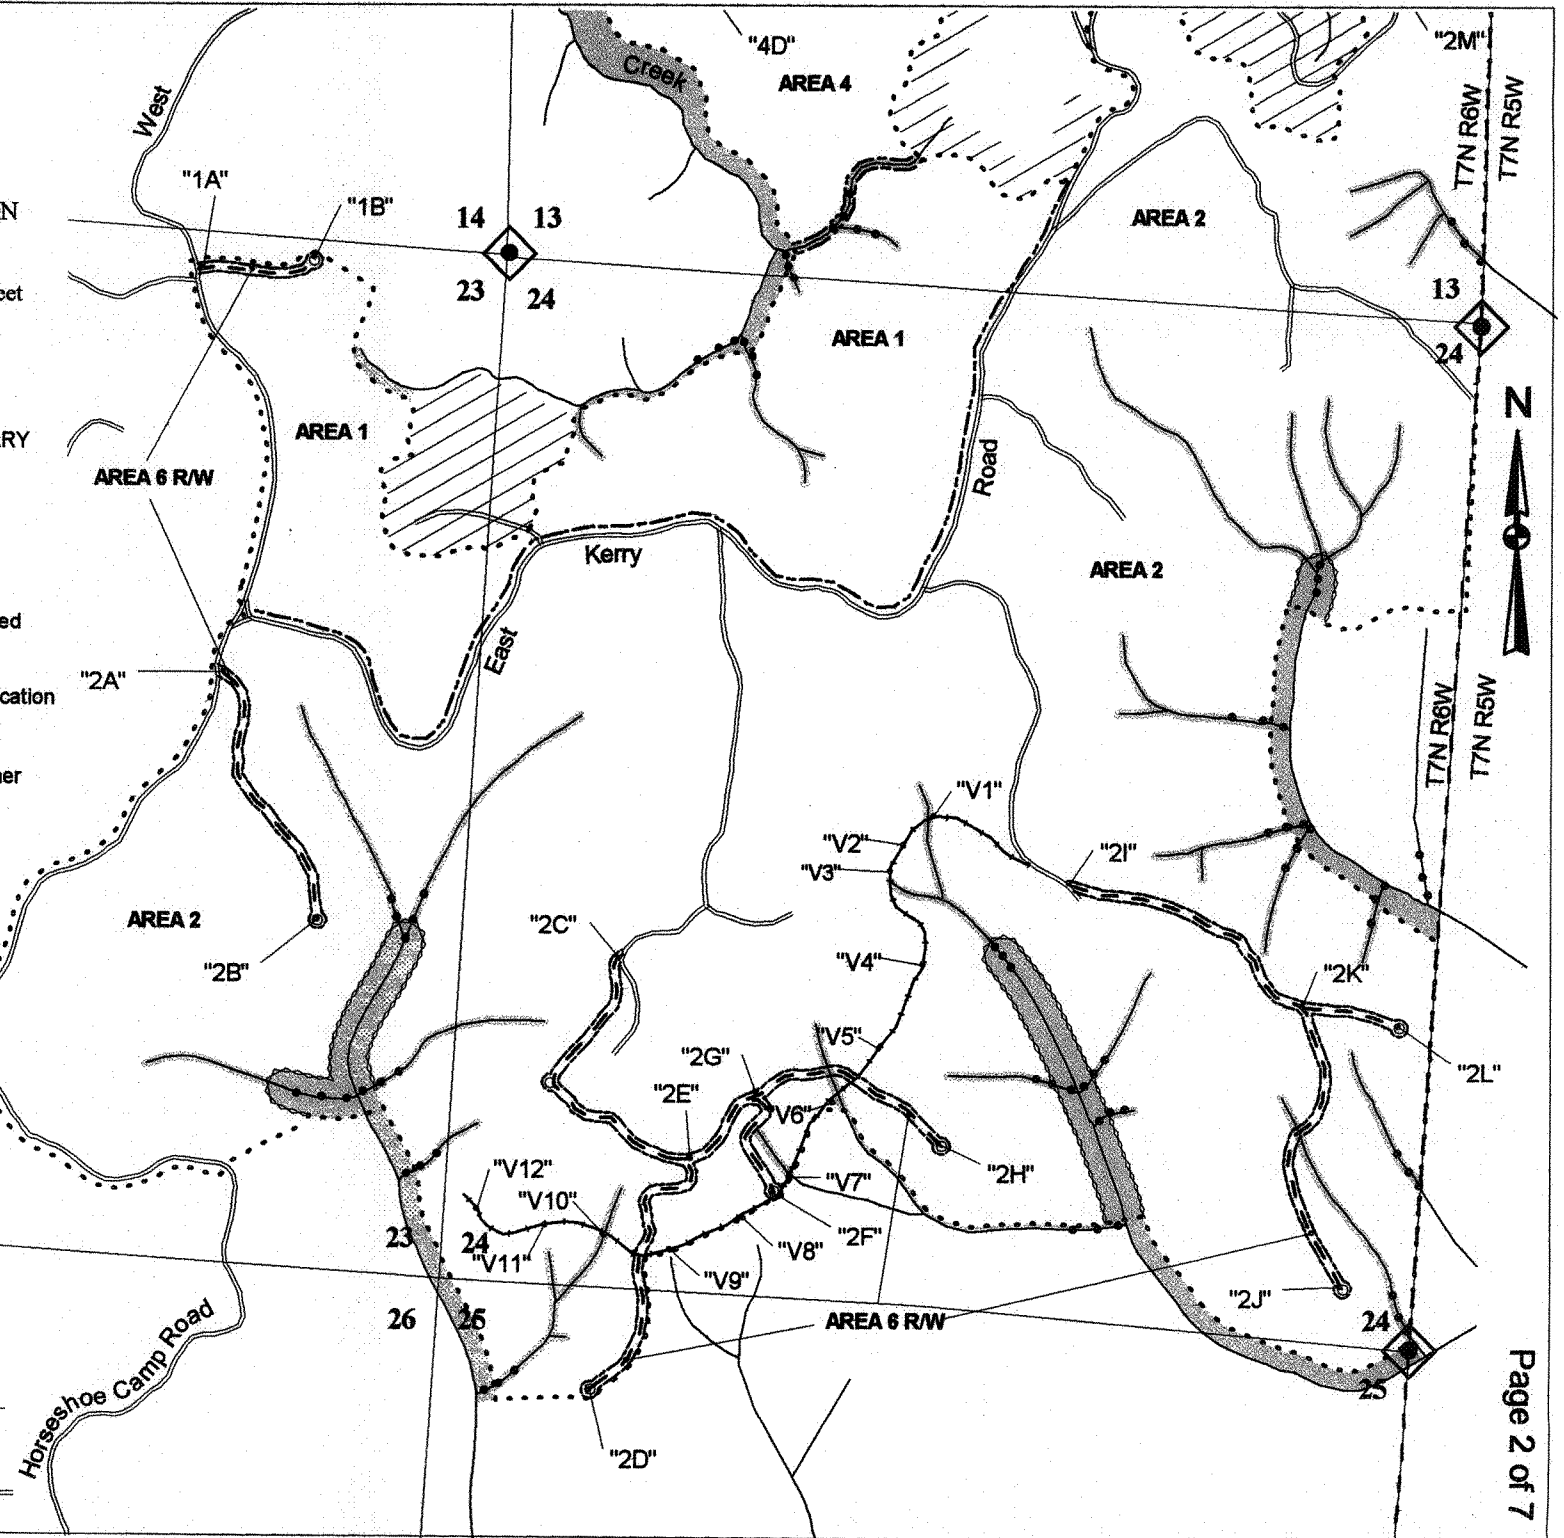 "4D"
"2M"
Creek
AREA 4
West
T7N R6W
T7N R5W
"1A"
"1B"
N
14 13
AREA 2
eet
23 24
13
AREA 1
24
N
RY
AREA 1
AREA 6 R/W
Road
Kerry
AREA 2
ed
East
"2A"
cation
T7N R6W
T7N R5W
er
"V1"
"V2"
"2I"
"V3"
AREA 2
"2C"
"V4"
"2B"
"2K"
"V5"
"2G"
"2L"
"2E"
"V6"
"V12"
"V7"
"2H"
"V10"
23 24
"V11"
"2F"
"V8"
"V9"
"2J"
26 25
AREA 6 R/W
24
25
Horseshoe Camp Road
"2D"
Page 2 of 7